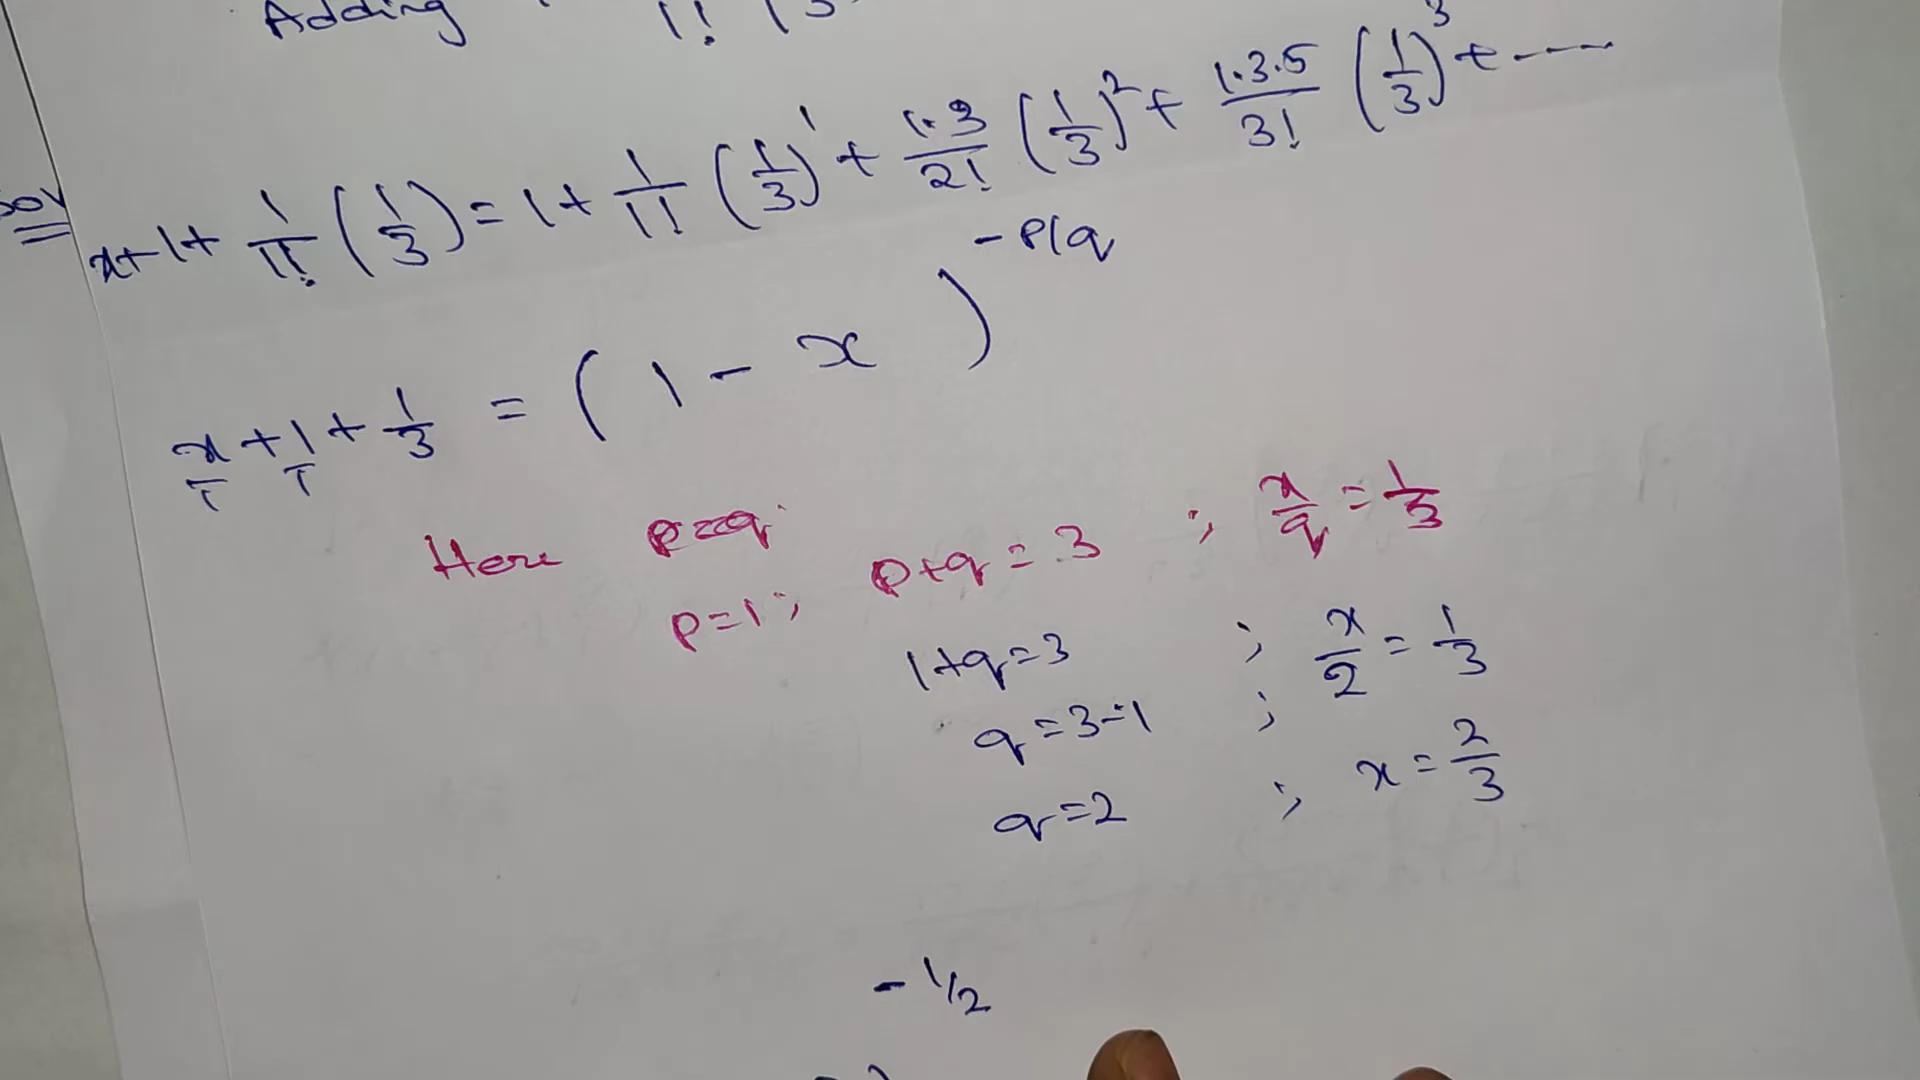 Adding
x+1+ 1/1! (1/3) = 1+ 1/1! (1/3)^1 + 1.3/2! (1/3)^2 + 1.3.5/3! (1/3)^3 + -----
x/1 + 1/1 + 1/3 = ( 1 - x )^-P/q
Here
p=1 ; p+q = 3 ; x/q = 1/3
1+q=3 ; x/2 = 1/3
q = 3-1 ;
q=2 ; x = 2/3
- 1/2